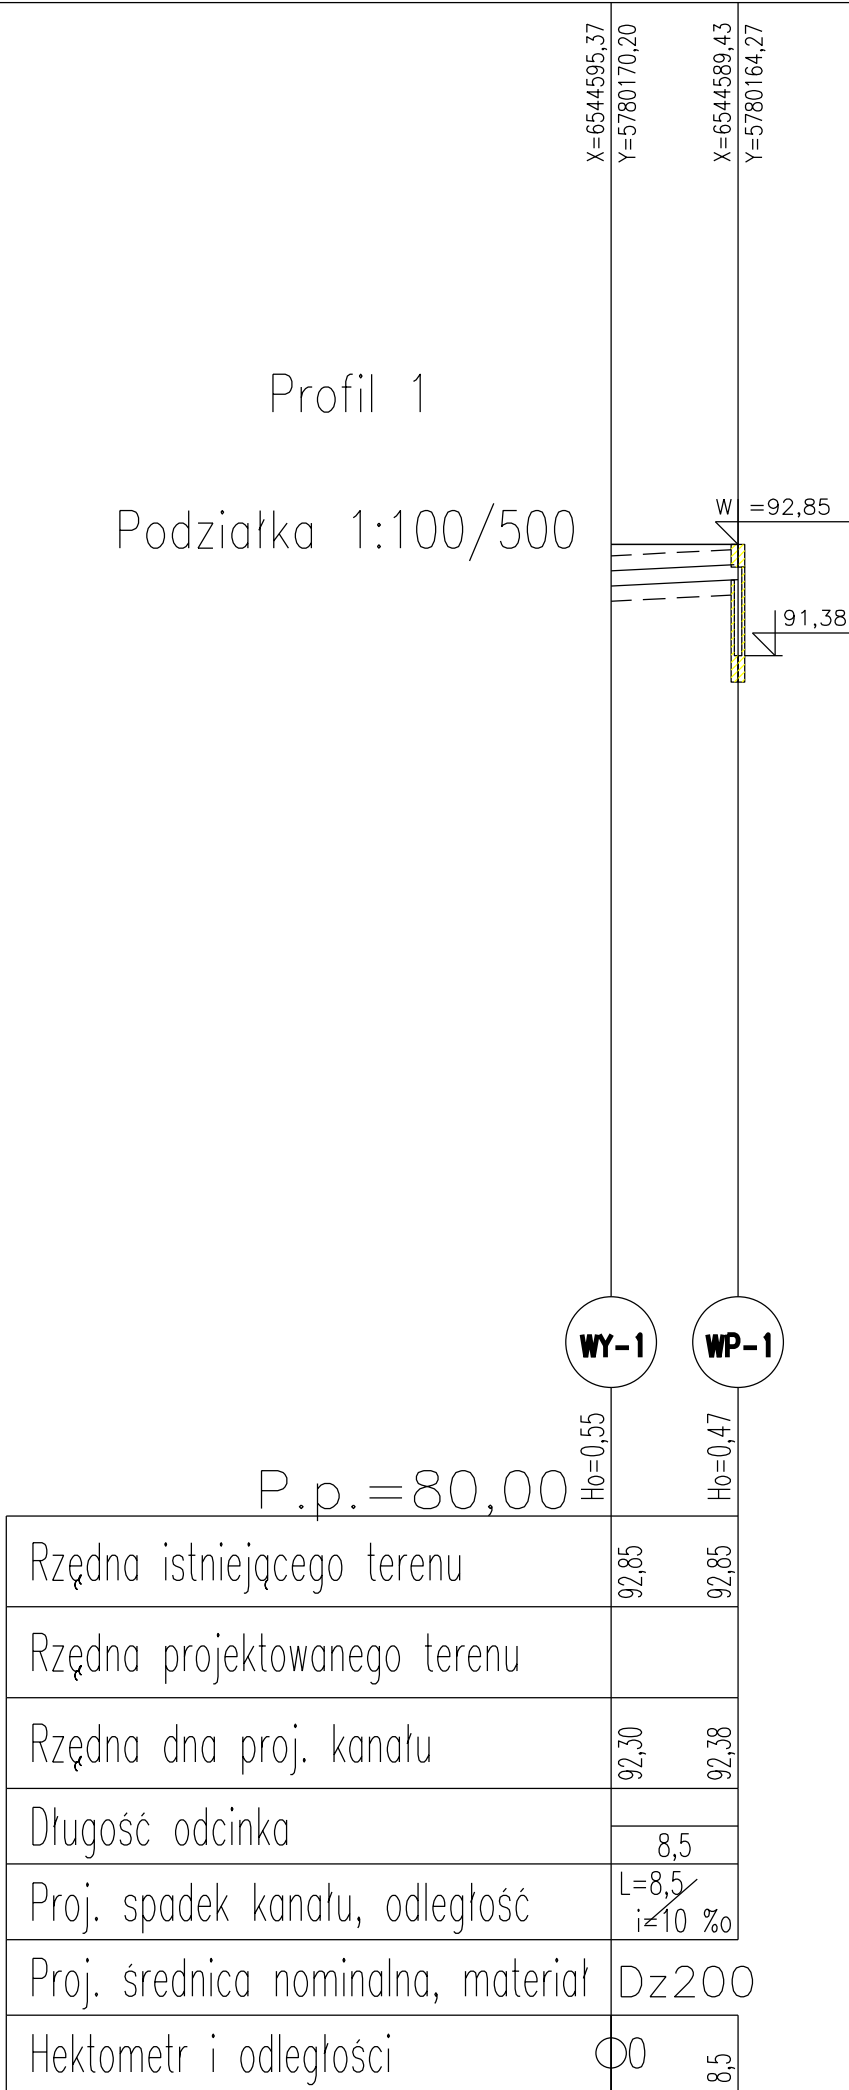 X=6544595,37
Y=5780170,20
X=6544589,43
Y=5780164,27
Profil 1
Podziałka 1:100/500
W =92,85
91,38
WY-1
WP-1
Ho=0,55
Ho=0,47
P.p.=80,00
Rzędna istniejącego terenu 92,85 92,85
Rzędna projektowanego terenu
Rzędna dna proj. kanału 92,30 92,38
Długość odcinka 8,5
Proj. spadek kanału, odległość L=8,5 i=10 ‰
Proj. średnica nominalna, materiał Dz200
Hektometr i odległości 0 8,5